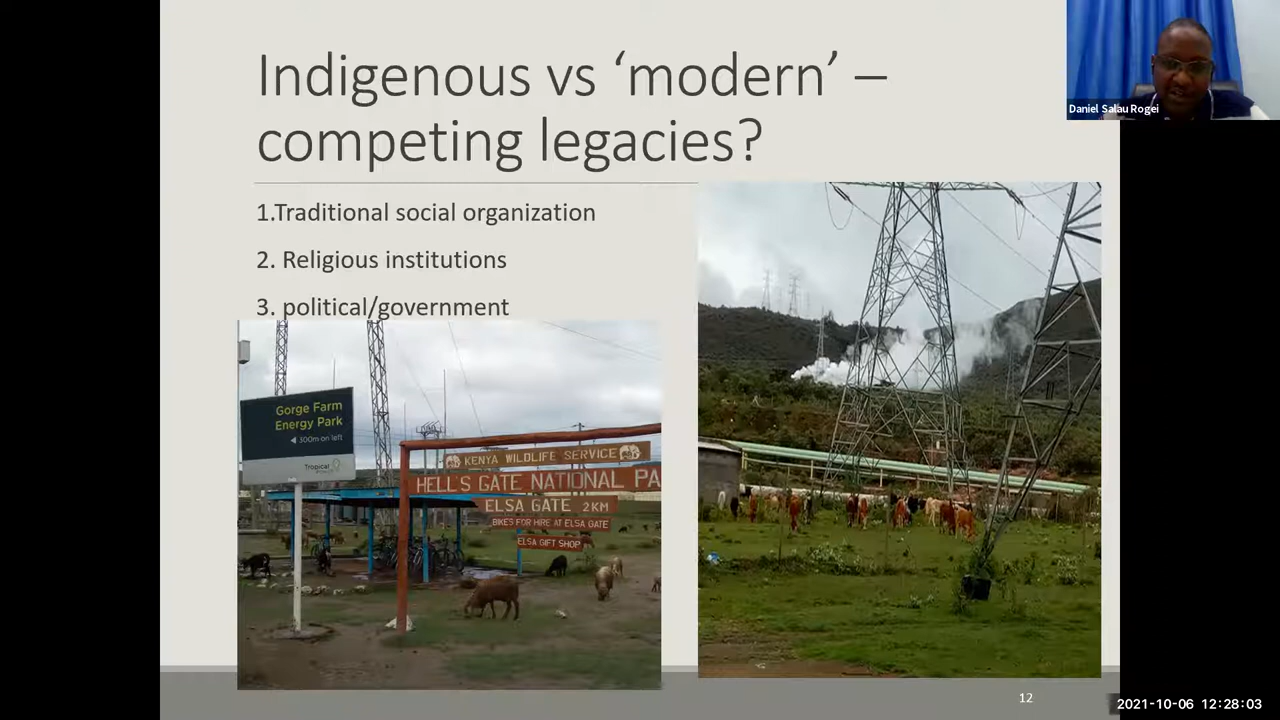 Indigenous vs ‘modern’ –
competing legacies?
Daniel Salau Rogei
1.Traditional social organization
2. Religious institutions
3. political/government
Gorge Farm
Energy Park
300m on left
Tropical
KENYA WILDLIFE SERVICE
HELL'S GATE NATIONAL PA
ELSA GATE 2KM
BIKES FOR HIRE AT ELSA GATE
ELSA GIFT SHOP
12
2021-10-06 12:28:03